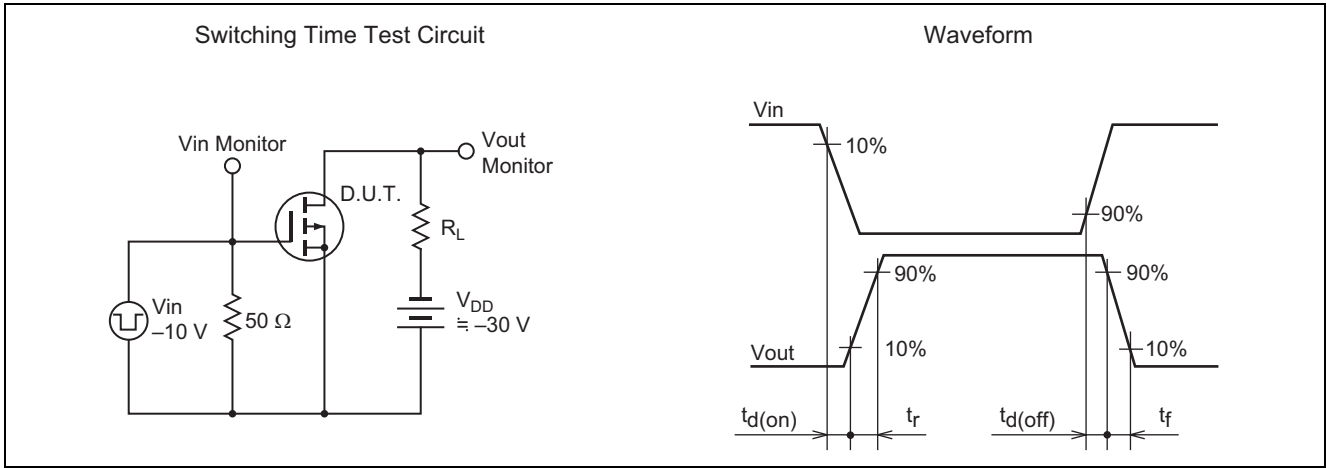 Switching Time Test Circuit
Vin Monitor
D.U.T.
Vout
Monitor
RL
Vin
–10 V
50 Ω
VDD
≒ –30 V
Waveform
Vin
10%
90%
90%
90%
Vout
10%
10%
td(on)
tr
td(off)
tf